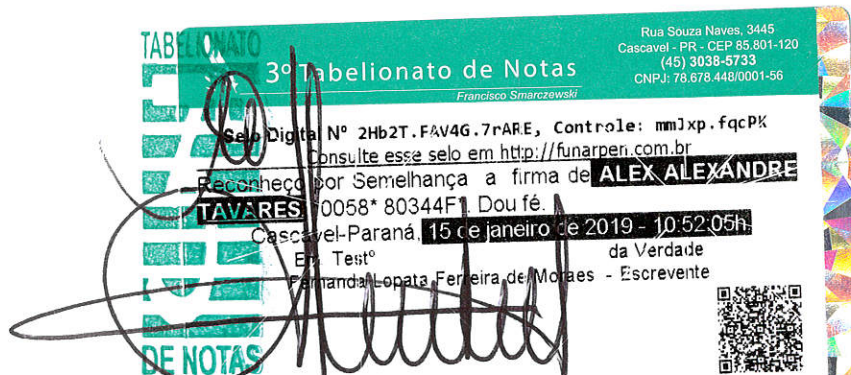 TABELIONATO
3º Tabelionato de Notas
Francisco Smarczewski
Rua Souza Naves, 3445
Cascavel - PR - CEP 85.801-120
(45) 3038-5733
CNPJ: 78.678.448/0001-56
Selo Digital Nº 2Hb2T.FAV4G.7rARE, Controle: mmJxp.fqcPK
Consulte esse selo em http://funarpen.com.br
Reconheço por Semelhança a firma de ALEX ALEXANDRE
TAVARES 0058* 80344F Dou fé.
Cascavel-Paraná, 15 de janeiro de 2019 - 10:52:05h
Em Testº da Verdade
Fernanda Lopata Ferreira de Moraes - Escrevente
DE NOTAS